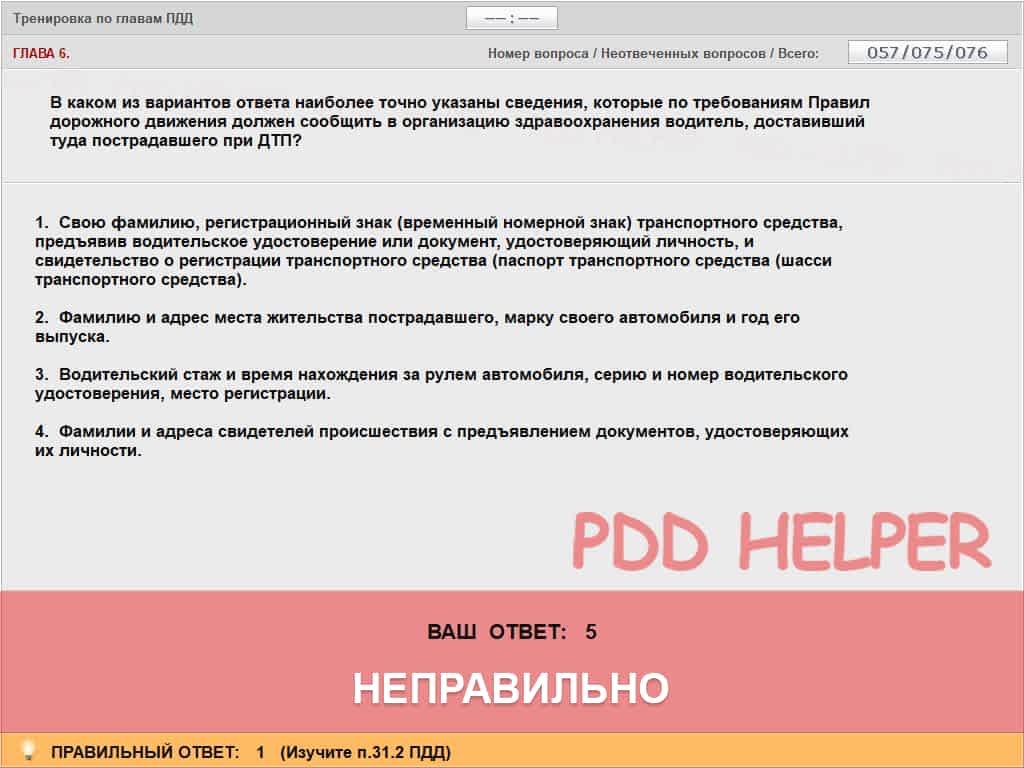 Тренировка по главам ПДД
—— : ——
ГЛАВА 6.
Номер вопроса / Неотвеченных вопросов / Всего:
057/075/076
В каком из вариантов ответа наиболее точно указаны сведения, которые по требованиям Правил
дорожного движения должен сообщить в организацию здравоохранения водитель, доставивший
туда пострадавшего при ДТП?
1. Свою фамилию, регистрационный знак (временный номерной знак) транспортного средства,
предъявив водительское удостоверение или документ, удостоверяющий личность, и
свидетельство о регистрации транспортного средства (паспорт транспортного средства (шасси
транспортного средства).
2. Фамилию и адрес места жительства пострадавшего, марку своего автомобиля и год его
выпуска.
3. Водительский стаж и время нахождения за рулем автомобиля, серию и номер водительского
удостоверения, место регистрации.
4. Фамилии и адреса свидетелей происшествия с предъявлением документов, удостоверяющих
их личности.
PDD HELPER
ВАШ ОТВЕТ: 5
НЕПРАВИЛЬНО
ПРАВИЛЬНЫЙ ОТВЕТ: 1 (Изучите п.31.2 ПДД)